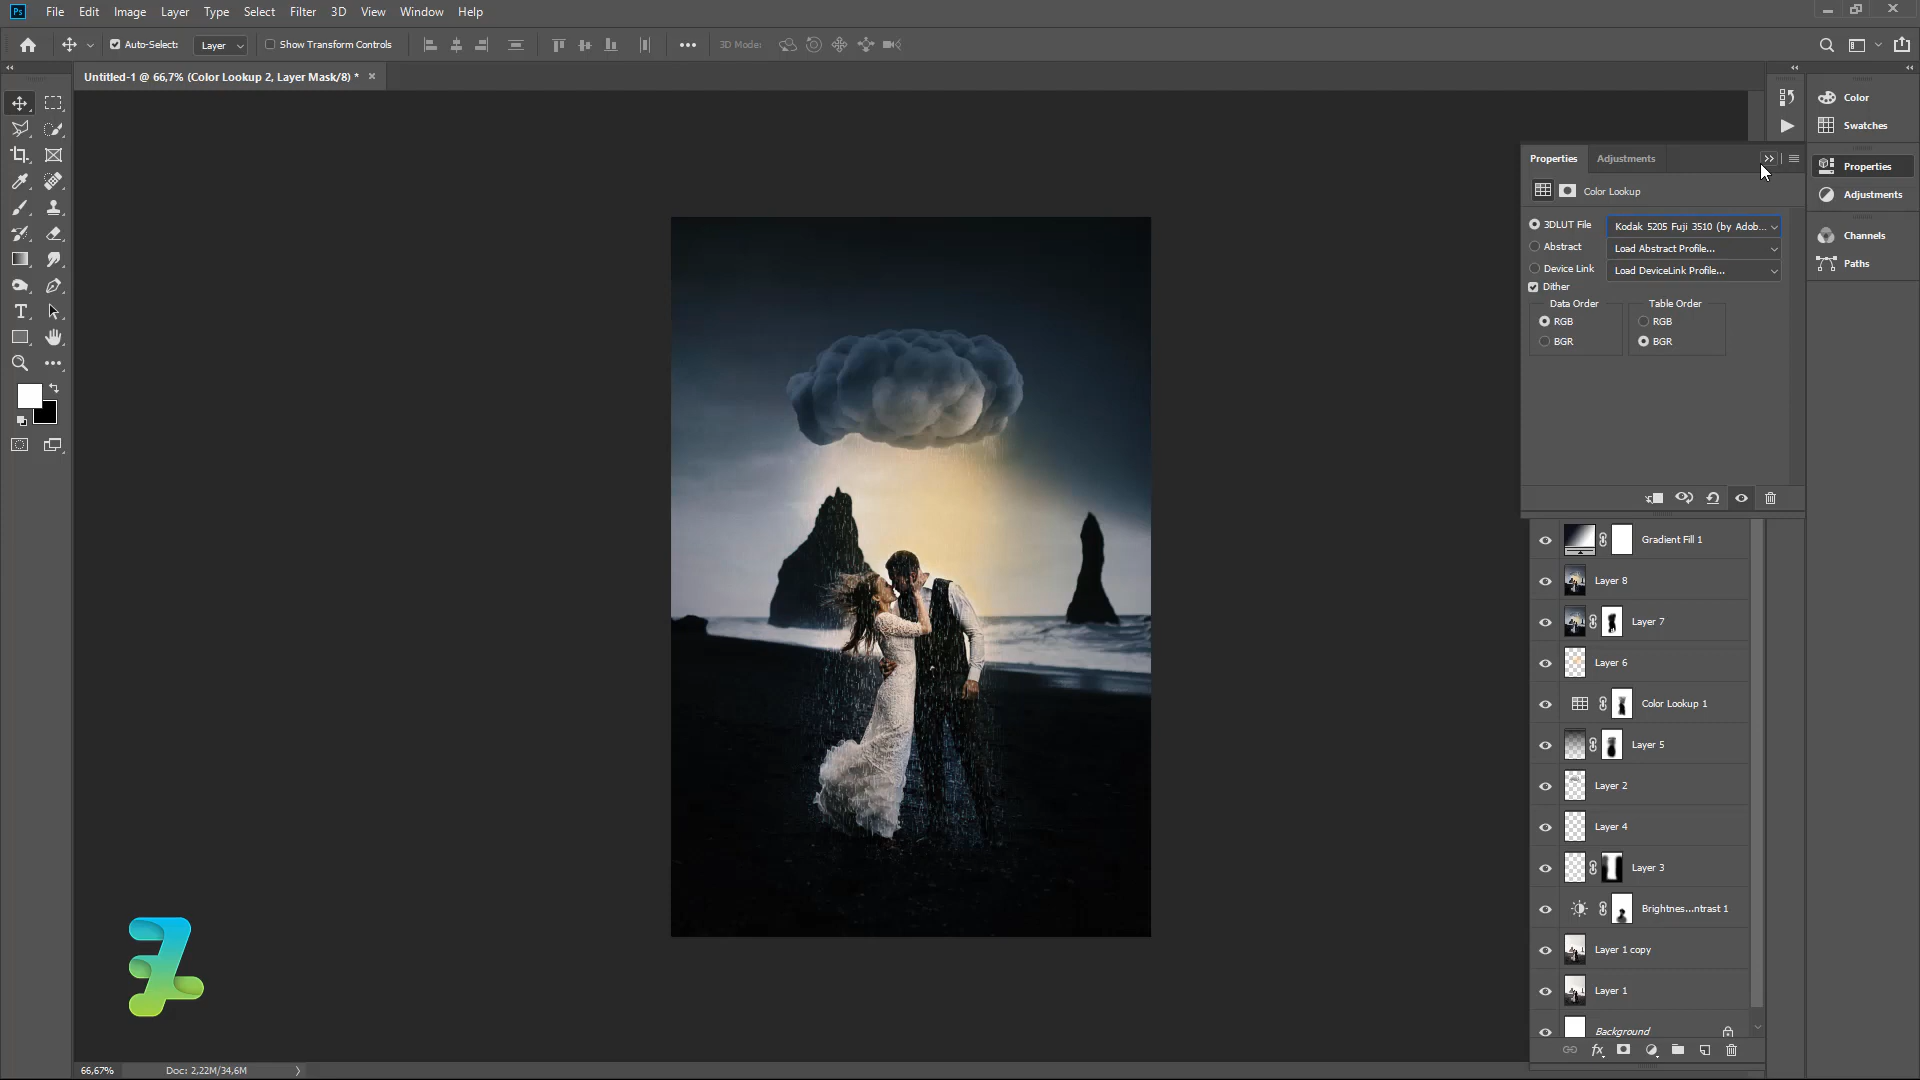 Ps File Edit Image Layer Type Select Filter 3D View Window Help
Auto-Select: Layer Show Transform Controls 3D Mode:
Untitled-1 @ 66,7% (Color Lookup 2, Layer Mask/8) *
Color
Swatches
Properties
Adjustments
Channels
Paths
Properties Adjustments
Color Lookup
3DLUT File Kodak 5205 Fuji 3510 (by Adob...
Abstract Load Abstract Profile...
Device Link Load DeviceLink Profile...
Dither
Data Order Table Order
RGB RGB
BGR BGR
Gradient Fill 1
Layer 8
Layer 7
Layer 6
Color Lookup 1
Layer 5
Layer 2
Layer 4
Layer 3
Brightnes...ntrast 1
Layer 1 copy
Layer 1
Background
fx
66,67% Doc: 2,22M/34,6M